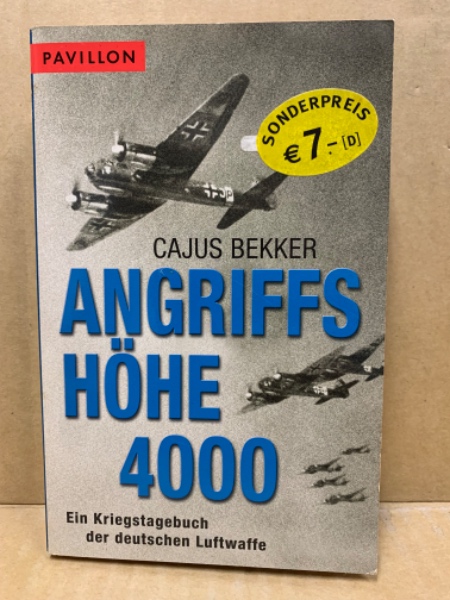 PAVILLON
SONDERPREIS
€ 7.- [D]
CAJUS BEKKER
ANGRIFFS
HÖHE
4000
Ein Kriegstagebuch
der deutschen Luftwaffe